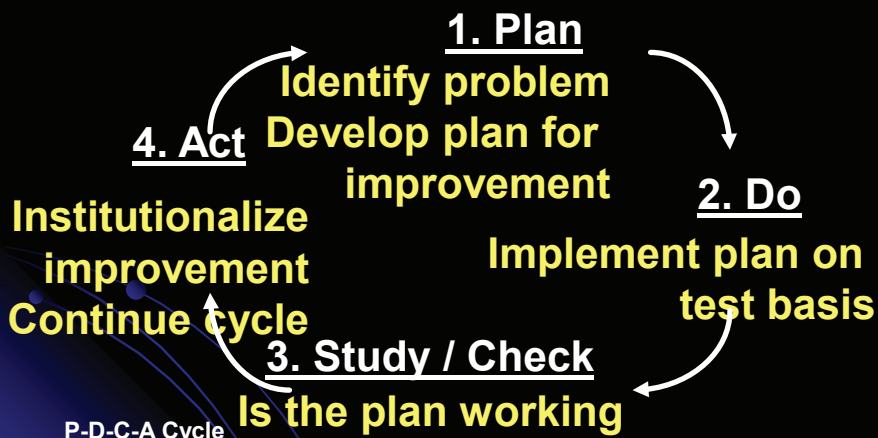 1. Plan
Identify problem
Develop plan for
improvement
2. Do
Implement plan on
test basis
3. Study / Check
Is the plan working
4. Act
Institutionalize
improvement
Continue cycle
P-D-C-A Cycle